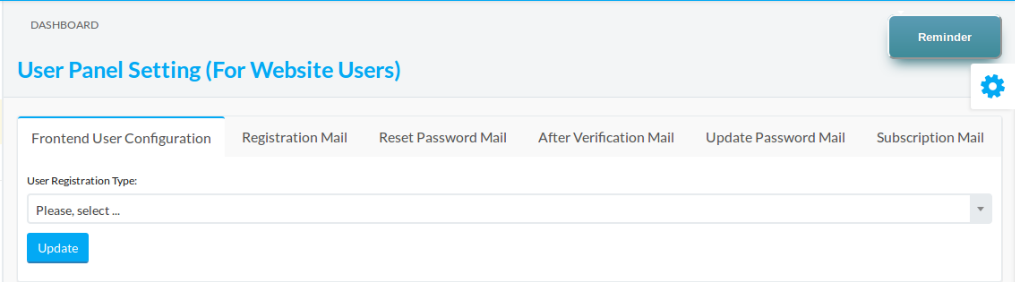 DASHBOARD
Reminder
User Panel Setting (For Website Users)
Frontend User Configuration Registration Mail Reset Password Mail After Verification Mail Update Password Mail Subscription Mail
User Registration Type:
Please, select ...
Update